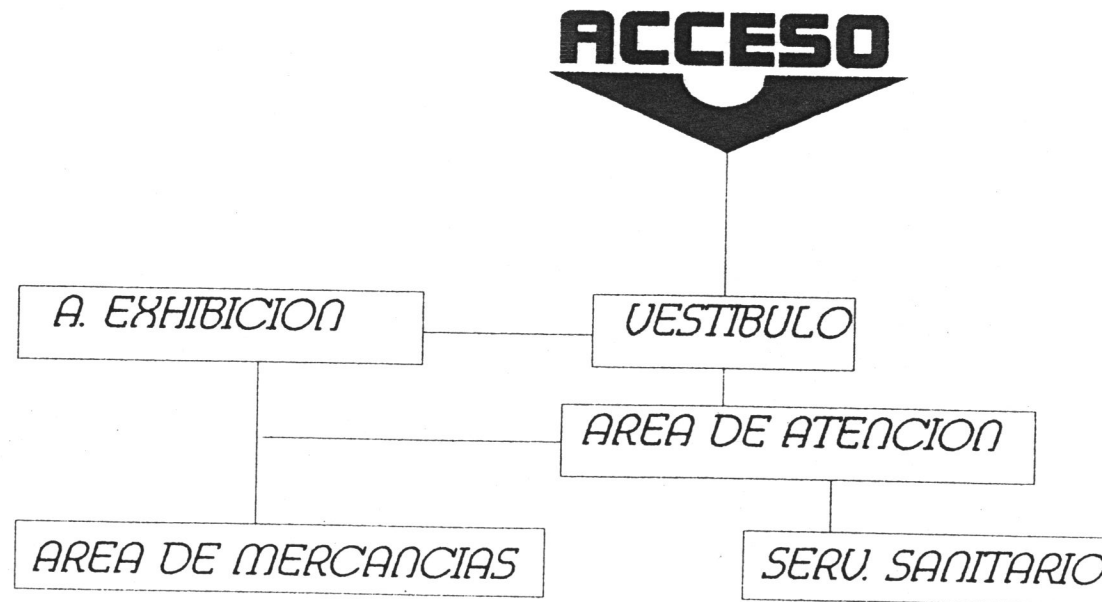 ACCESO
A. EXHIBICION
VESTIBULO
AREA DE ATENCION
AREA DE MERCANCIAS
SERV. SANITARIO